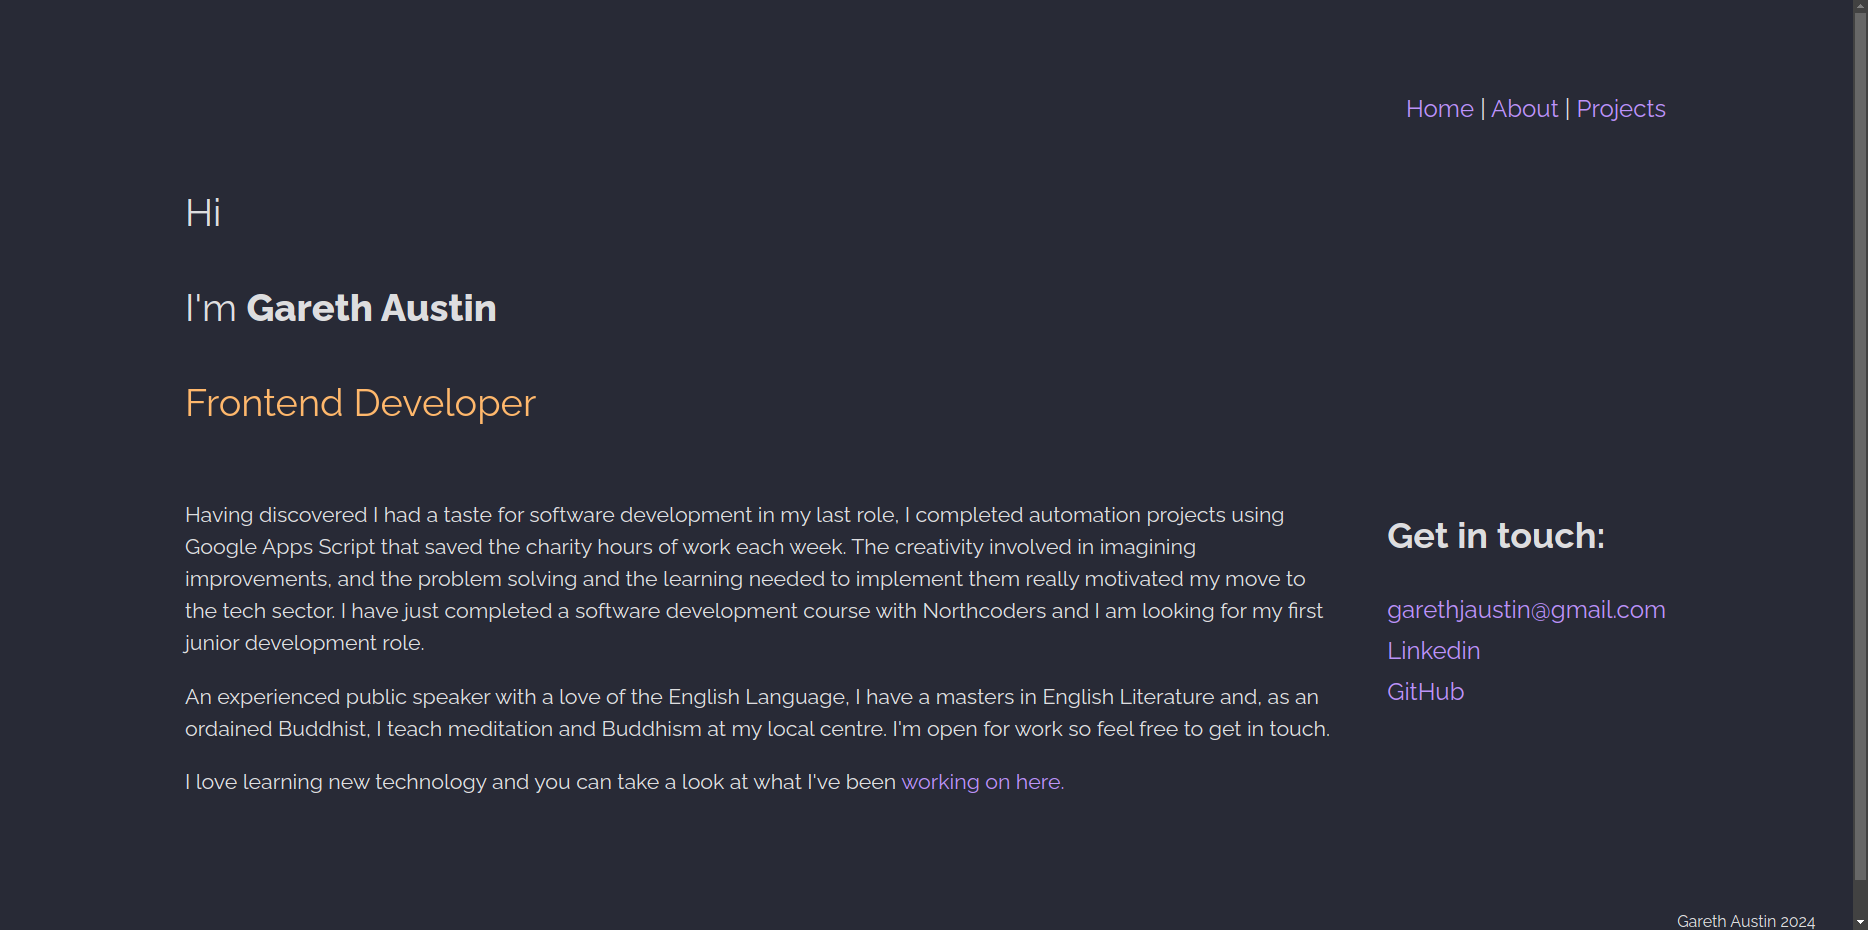 Home | About | Projects
Hi
I'm Gareth Austin
Frontend Developer
Having discovered I had a taste for software development in my last role, I completed automation projects using
Google Apps Script that saved the charity hours of work each week. The creativity involved in imagining
improvements, and the problem solving and the learning needed to implement them really motivated my move to
the tech sector. I have just completed a software development course with Northcoders and I am looking for my first
junior development role.
An experienced public speaker with a love of the English Language, I have a masters in English Literature and, as an
ordained Buddhist, I teach meditation and Buddhism at my local centre. I'm open for work so feel free to get in touch.
I love learning new technology and you can take a look at what I've been working on here.
Get in touch:
garethjaustin@gmail.com
Linkedin
GitHub
Gareth Austin 2024